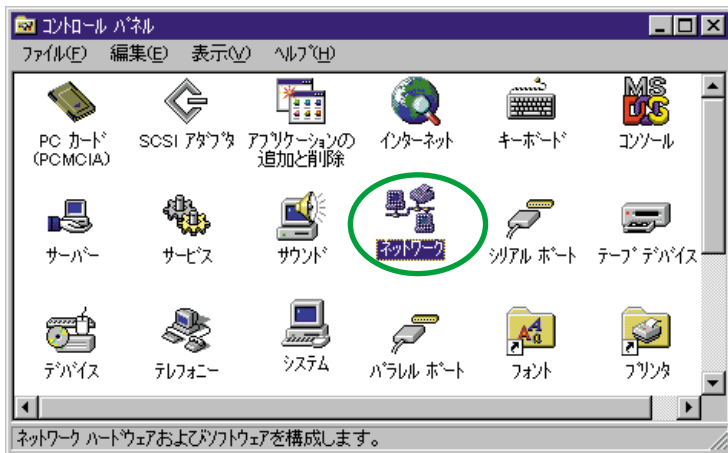 コントロール パネル
ファイル(F) 編集(E) 表示(V) ヘルプ(H)
PC カード (PCMCIA)
SCSI アダプタ
アプリケーションの追加と削除
インターネット
キーボード
MS DOS
コンソール
サーバー
サービス
サウンド
ネットワーク
シリアル ポート
テープ デバイス
デバイス
テレフォニー
システム
パラレル ポート
フォント
プリンタ
ネットワーク ハードウェアおよびソフトウェアを構成します。